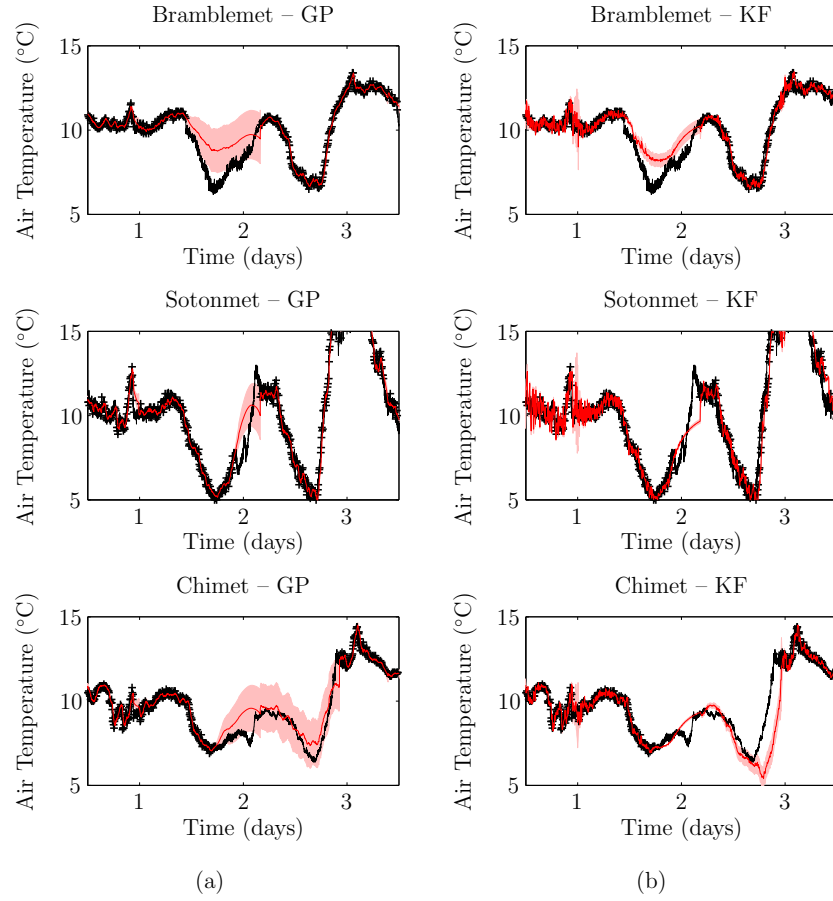 Bramblemet – GP
Air Temperature (°C)
15
10
5
1 2 3
Time (days)
Bramblemet – KF
Air Temperature (°C)
15
10
5
1 2 3
Time (days)
Sotonmet – GP
Air Temperature (°C)
15
10
5
1 2 3
Time (days)
Sotonmet – KF
Air Temperature (°C)
15
10
5
1 2 3
Time (days)
Chimet – GP
Air Temperature (°C)
15
10
5
1 2 3
Time (days)
Chimet – KF
Air Temperature (°C)
15
10
5
1 2 3
Time (days)
(a)
(b)